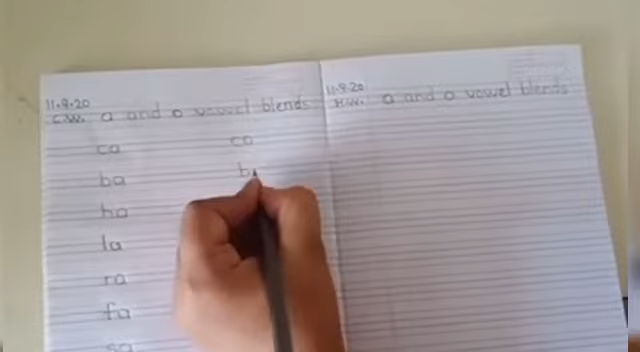 11.9.20
C.W. a and o vowel blends
ca co
ba b
ha
la
ra
fa
sa
11.9.20
H.W. a and o vowel blends